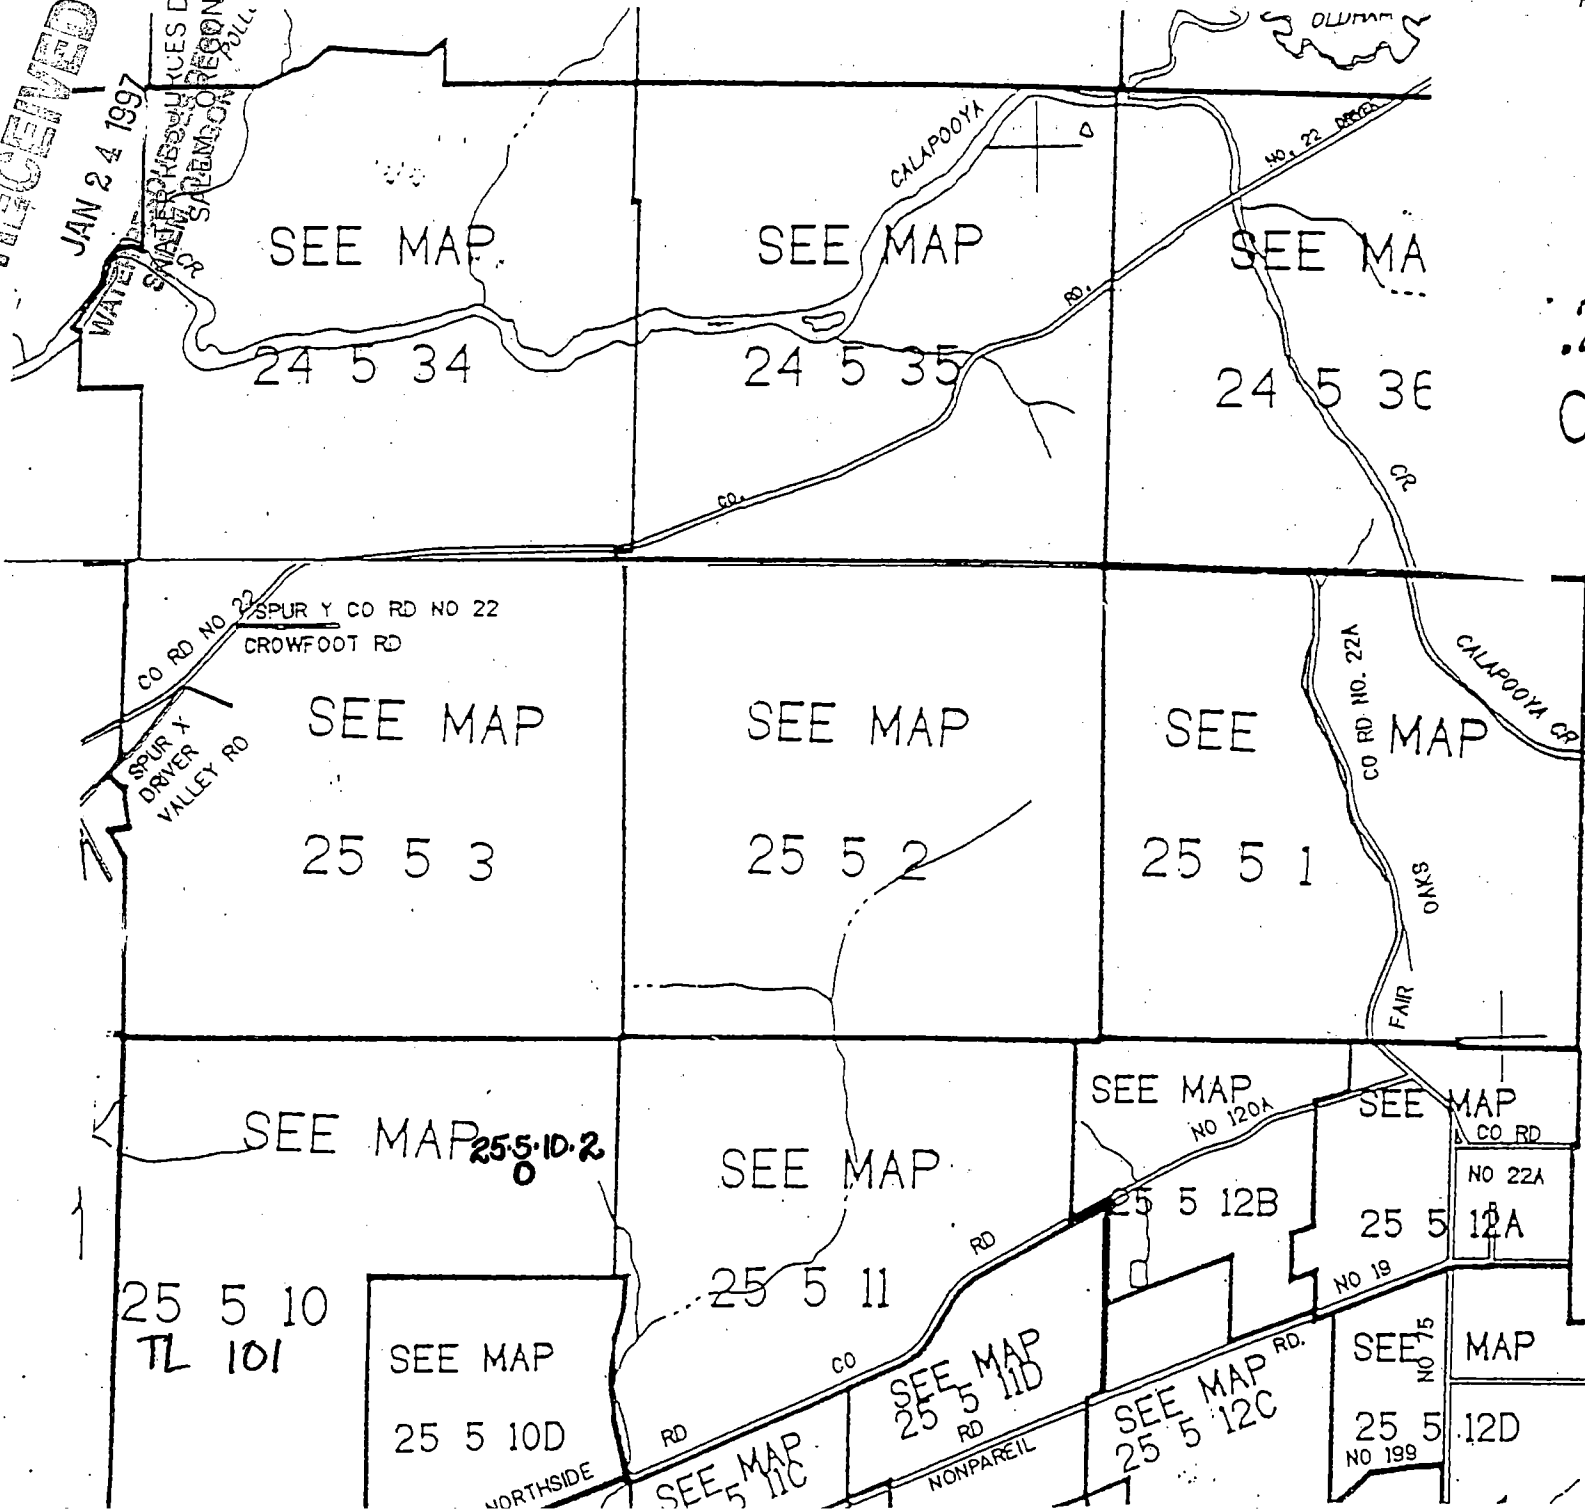 RECEIVED
JAN 24 1997
SALEM, OREGON
CR
OLDHAM
CALAPOOYA
NO. 22
SEE MAP
24 5 34
SEE MAP
24 5 35
SEE MA
24 5 36
RD.
CO.
CR
CO RD NO 22
SPUR Y CO RD NO 22
CROWFOOT RD
SPUR X
DRIVER
VALLEY RD
SEE MAP
25 5 3
SEE MAP
25 5 2
SEE MAP
25 5 1
CO RD NO. 22A
CALAPOOYA CR
FAIR OAKS
SEE MAP
25·5·10·2
0
25 5 10
TL 101
SEE MAP
25 5 10D
SEE MAP
25 5 11
SEE MAP
NO 120A
25 5 12B
SEE MAP
CO RD
NO 22A
25 5 12A
RD
NO 19
CO
RD
NORTHSIDE
SEE MAP
5 11C
SEE MAP
25 5 11D
RD
NONPAREIL
SEE MAP
25 5 12C
RD.
SEE MAP
NO 75
25 5 12D
NO 199